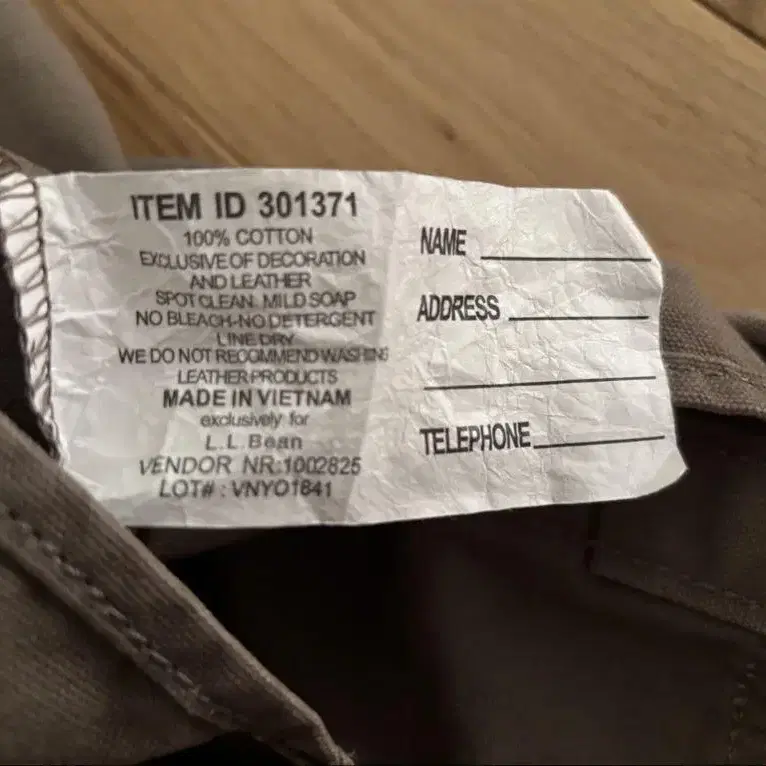 ITEM ID 301371
100% COTTON
EXCLUSIVE OF DECORATION
AND LEATHER
SPOT CLEAN. MILD SOAP
NO BLEACH-NO DETERGENT
LINE DRY
WE DO NOT RECOMMEND WASHING
LEATHER PRODUCTS
MADE IN VIETNAM
exclusively for
L.L.Bean
VENDOR NR:1002825
LOT# : VNYO1841
NAME
ADDRESS
TELEPHONE